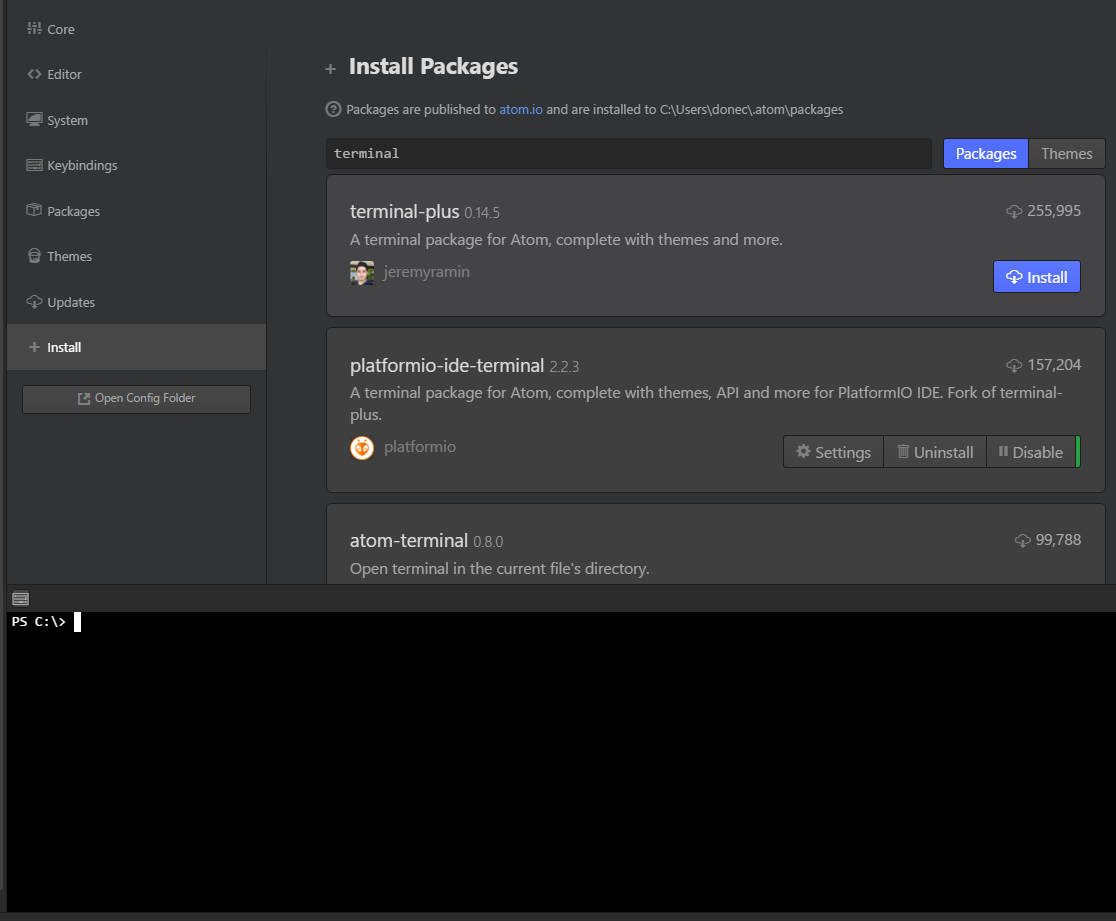 Core
Editor
System
Keybindings
Packages
Themes
Updates
Install
Open Config Folder
Install Packages
Packages are published to atom.io and are installed to C:\Users\donec\.atom\packages
terminal
Packages Themes
terminal-plus 0.14.5 255,995
A terminal package for Atom, complete with themes and more.
jeremyramin
Install
platformio-ide-terminal 2.2.3 157,204
A terminal package for Atom, complete with themes, API and more for PlatformIO IDE. Fork of terminal-
plus.
platformio
Settings Uninstall Disable
atom-terminal 0.8.0 99,788
Open terminal in the current file's directory.
PS C:\>